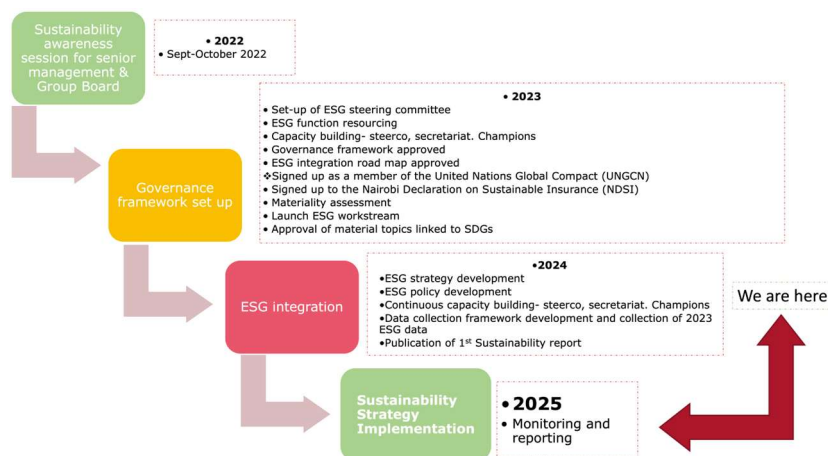 Sustainability
awareness
session for senior
management &
Group Board
• 2022
• Sept-October 2022
• 2023
• Set-up of ESG steering committee
• ESG function resourcing
• Capacity building- steerco, secretariat. Champions
• Governance framework approved
• ESG integration road map approved
❖Signed up as a member of the United Nations Global Compact (UNGCN)
• Signed up to the Nairobi Declaration on Sustainable Insurance (NDSI)
• Materiality assessment
• Launch ESG workstream
• Approval of material topics linked to SDGs
Governance
framework set up
•2024
•ESG strategy development
•ESG policy development
•Continuous capacity building- steerco, secretariat. Champions
•Data collection framework development and collection of 2023
ESG data
•Publication of 1st Sustainability report
ESG integration
We are here
Sustainability
Strategy
Implementation
• 2025
• Monitoring and
reporting